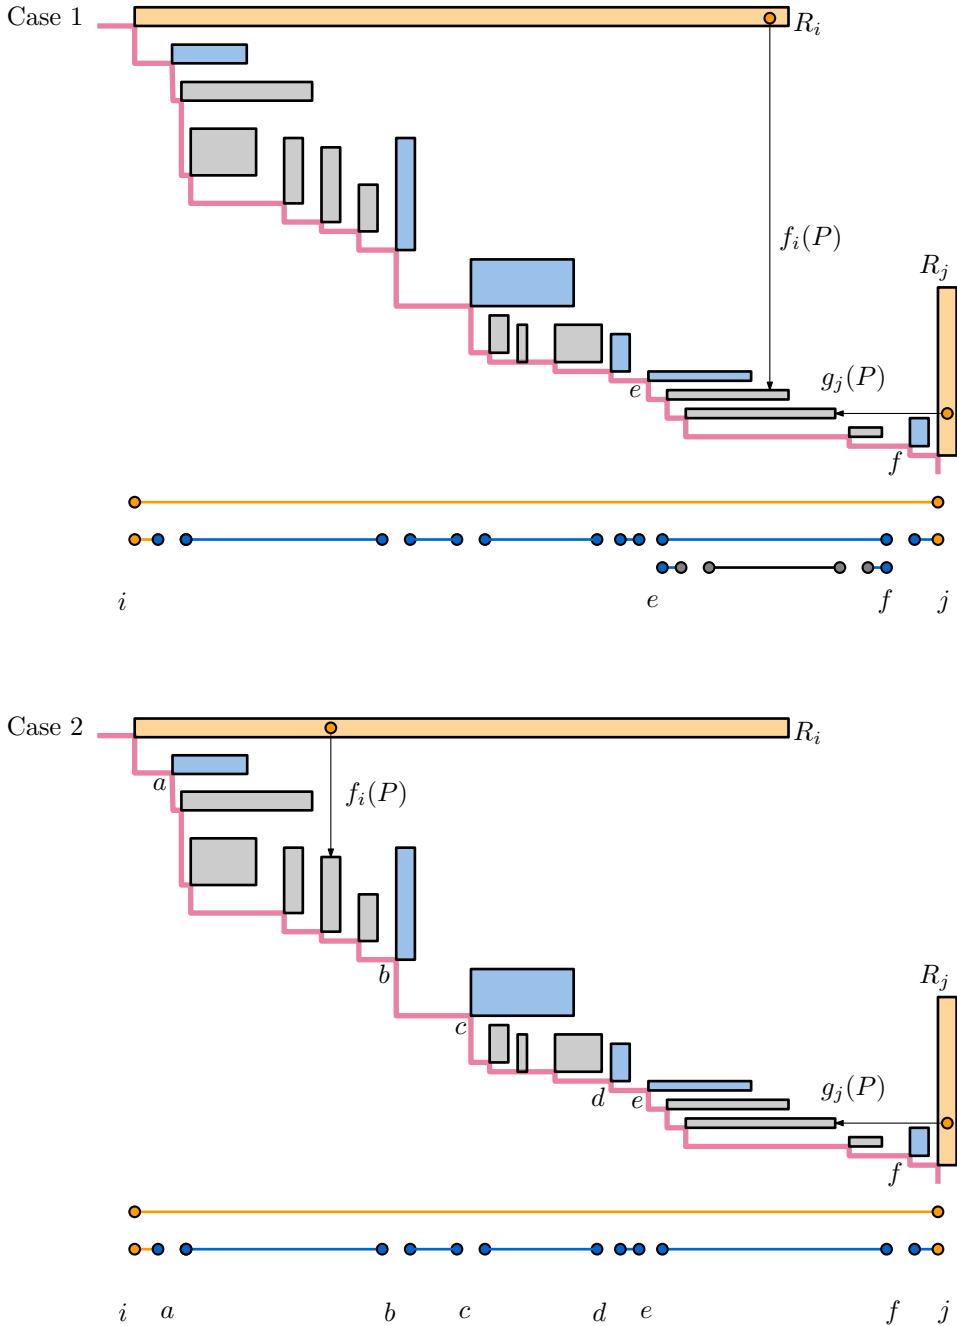 Case 1
R_i
f_i(P)
R_j
g_j(P)
e
f
i e f j
Case 2
R_i
a
f_i(P)
b
R_j
c
g_j(P)
d e
f
i a b c d e f j